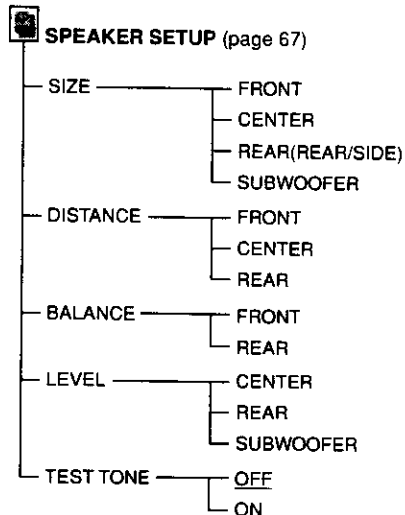 SPEAKER SETUP (page 67)
SIZE FRONT
CENTER
REAR(REAR/SIDE)
SUBWOOFER
DISTANCE FRONT
CENTER
REAR
BALANCE FRONT
REAR
LEVEL CENTER
REAR
SUBWOOFER
TEST TONE OFF
ON